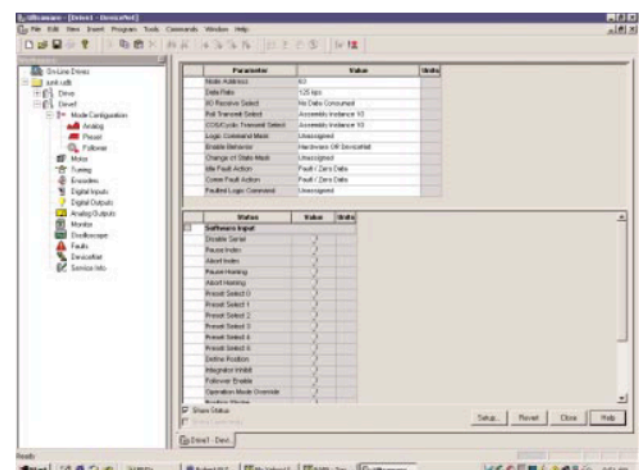 Ultraware - [Drive1 - DeviceNet]
File Edit View Insert Program Tools Commands Window Help
Workspace
On-Line Drives
junk.udb
Drive
Drive1
Mode Configuration
Analog
Preset
Follower
Motor
Tuning
Encoders
Digital Inputs
Digital Outputs
Analog Outputs
Monitor
Oscilloscope
Faults
DeviceNet
Service Info
Parameter Value Units
Node Address 63
Data Rate 125 kps
I/O Receive Select No Data Consumed
Poll Transmit Select Assembly Instance 10
COS/Cyclic Transmit Select Assembly Instance 10
Logic Command Mask Unassigned
Enable Behavior Hardware OR DeviceNet
Change of State Mask Unassigned
Idle Fault Action Fault / Zero Data
Comm Fault Action Fault / Zero Data
Faulted Logic Command Unassigned
Status Value Units
Software Input
Disable Serial
Pause Index
Abort Index
Pause Homing
Abort Homing
Preset Select 0
Preset Select 1
Preset Select 2
Preset Select 3
Preset Select 4
Preset Select 5
Define Position
Integrator Inhibit
Follower Enable
Operation Mode Override
Show Status
Setup... Revert Close Help
Drive1 - Devi...
Ready
Start